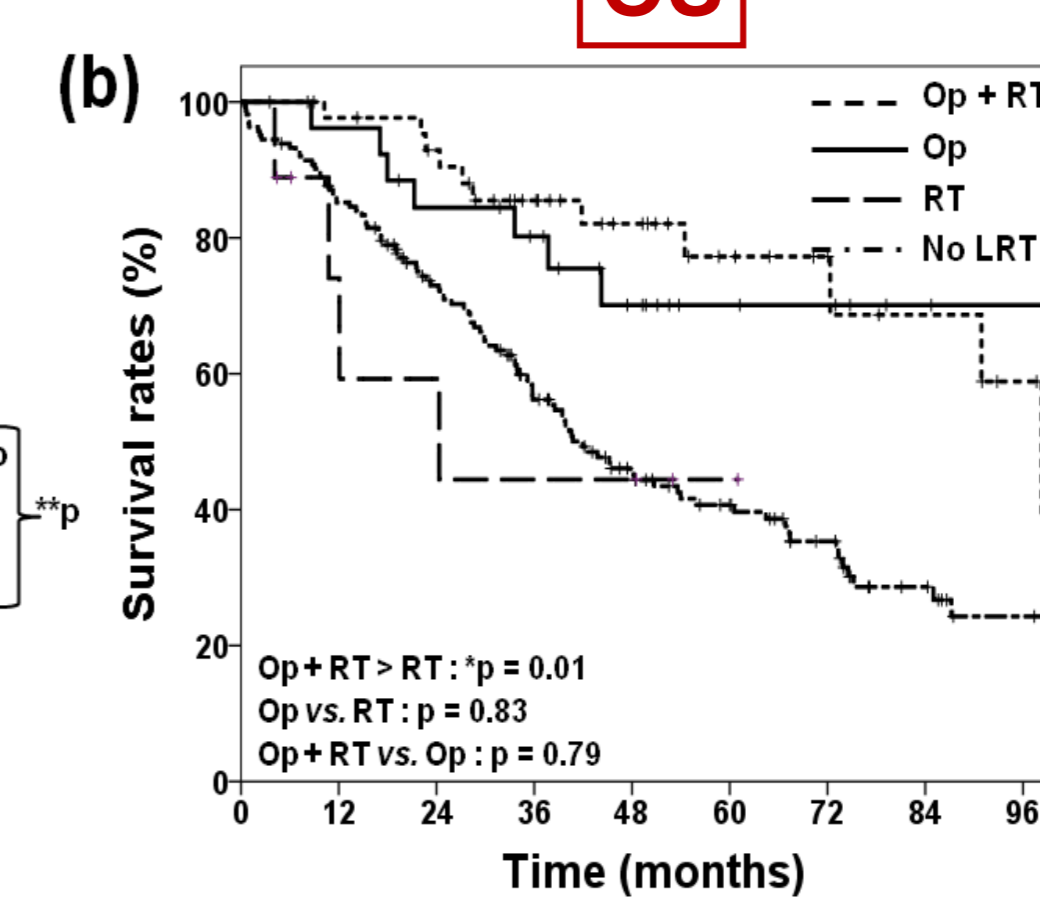 (b)
Survival rates (%)
100
80
60
40
20
0
0 12 24 36 48 60 72 84 96
Time (months)
Op + RT
Op
RT
No LRT
**p
Op + RT > RT : *p = 0.01
Op vs. RT : p = 0.83
Op + RT vs. Op : p = 0.79